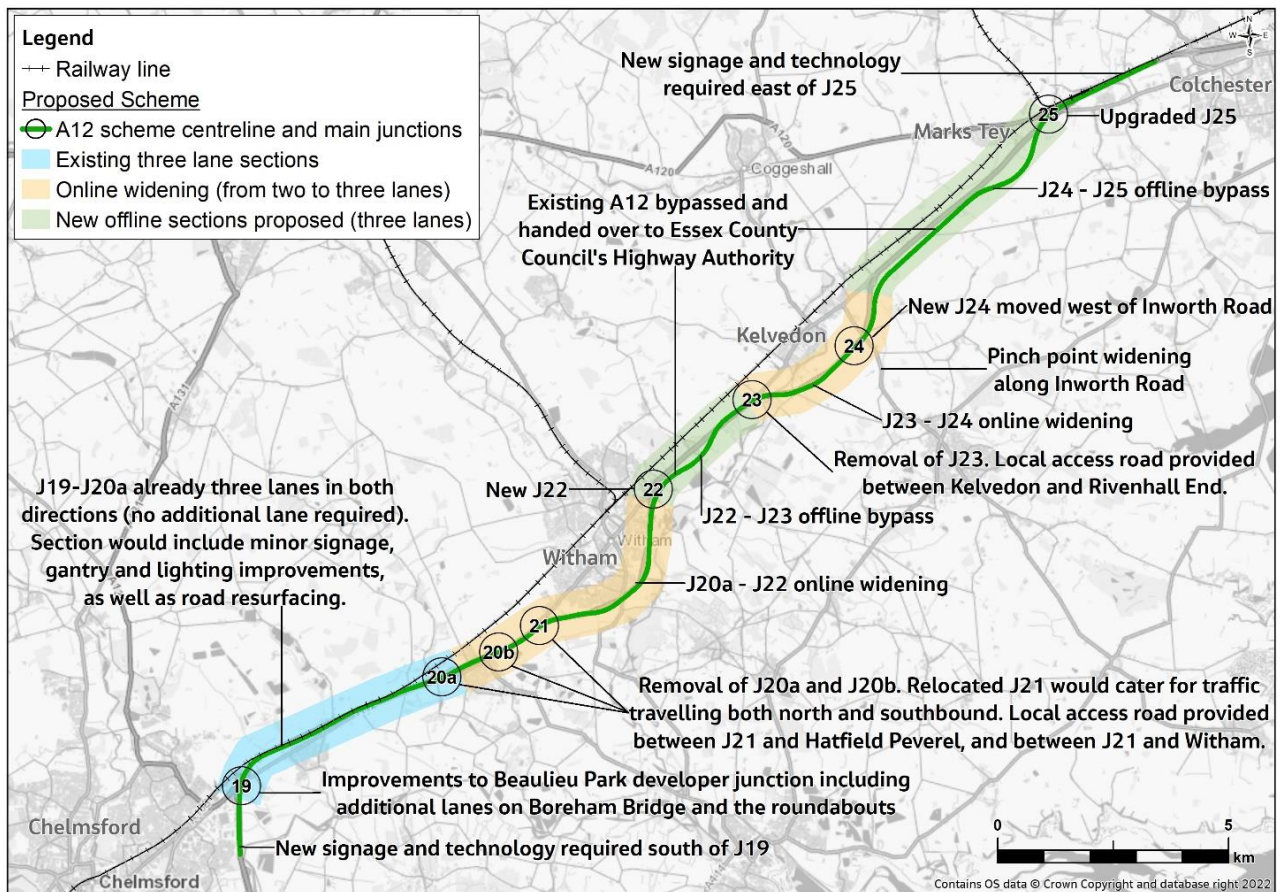 Legend
Railway line
Proposed Scheme
A12 scheme centreline and main junctions
Existing three lane sections
Online widening (from two to three lanes)
New offline sections proposed (three lanes)
N
W E
S
New signage and technology
required east of J25
Colchester
25
Upgraded J25
Marks Tey
A120
A120
Coggeshall
J24 - J25 offline bypass
Existing A12 bypassed and
handed over to Essex County
Council's Highway Authority
New J24 moved west of Inworth Road
Kelvedon
24
Pinch point widening
along Inworth Road
A131
23
J23 - J24 online widening
Removal of J23. Local access road provided
between Kelvedon and Rivenhall End.
New J22
22
J22 - J23 offline bypass
J19-J20a already three lanes in both
directions (no additional lane required).
Section would include minor signage,
gantry and lighting improvements,
as well as road resurfacing.
Witham
Witham
J20a - J22 online widening
21
20b
20a
Removal of J20a and J20b. Relocated J21 would cater for traffic
travelling both north and southbound. Local access road provided
between J21 and Hatfield Peverel, and between J21 and Witham.
19
Improvements to Beaulieu Park developer junction including
additional lanes on Boreham Bridge and the roundabouts
Chelmsford
New signage and technology required south of J19
Chelmsford
0 5
km
Contains OS data © Crown Copyright and database right 2022